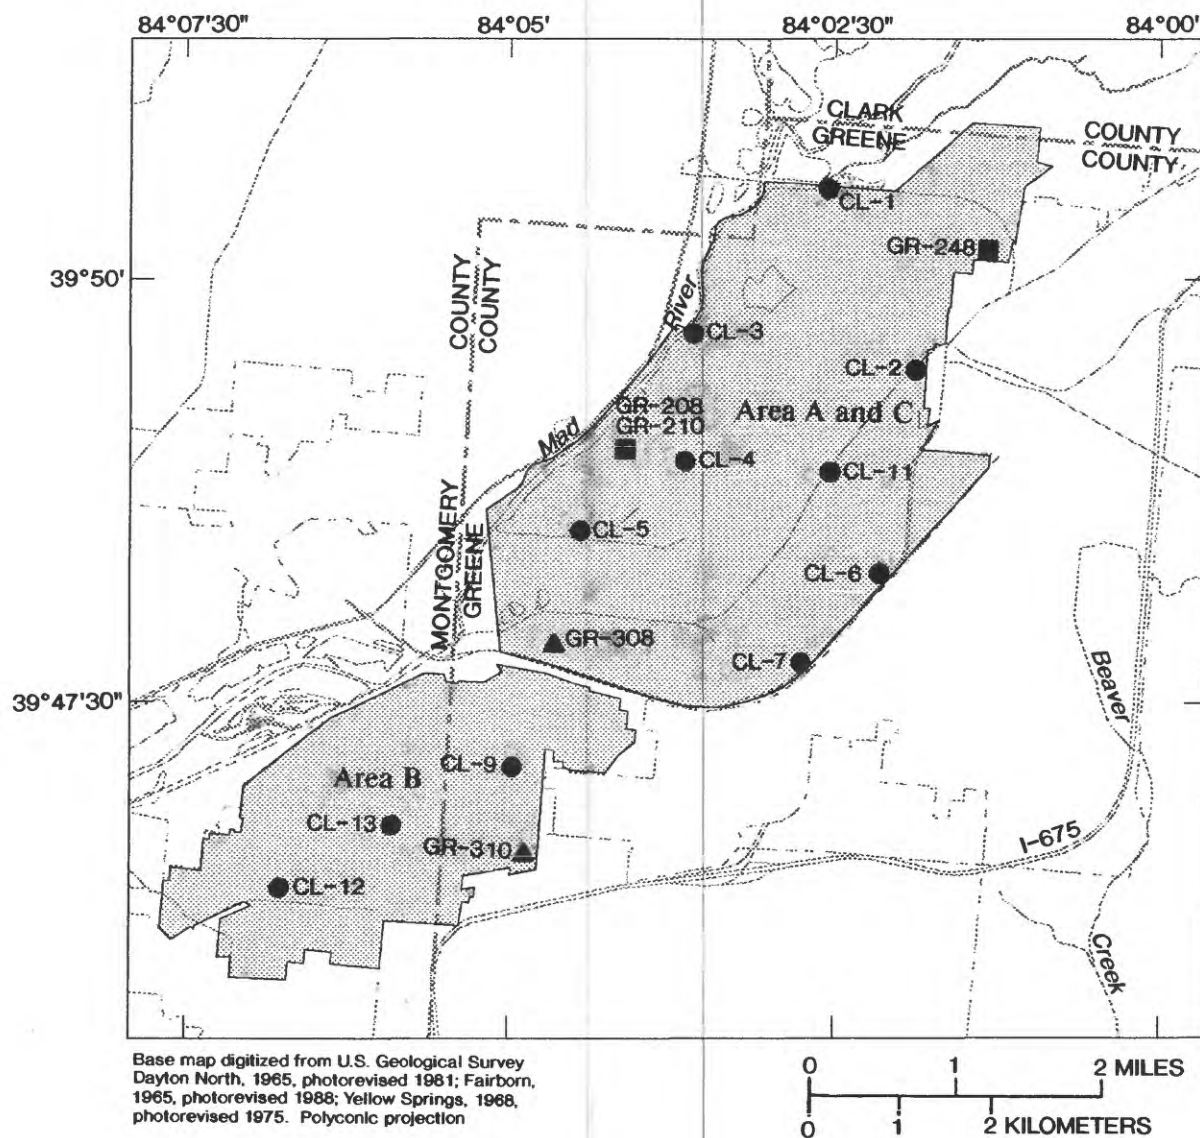 84°07'30" 84°05' 84°02'30" 84°00'
CLARK
GREENE
COUNTY
COUNTY
CL-1
GR-248
39°50'
COUNTY
COUNTY
River
CL-3
CL-2
GR-208
GR-210
Area A and C
Mad
CL-4
CL-11
MONTGOMERY
GREENE
CL-5
CL-6
GR-308
CL-7
Beaver
39°47'30"
CL-9
Area B
CL-13
GR-310
I-675
CL-12
Creek
Base map digitized from U.S. Geological Survey
Dayton North, 1965, photorevised 1981; Fairborn,
1965, photorevised 1988; Yellow Springs, 1968,
photorevised 1975. Polyconic projection
0 1 2 MILES
0 1 2 KILOMETERS